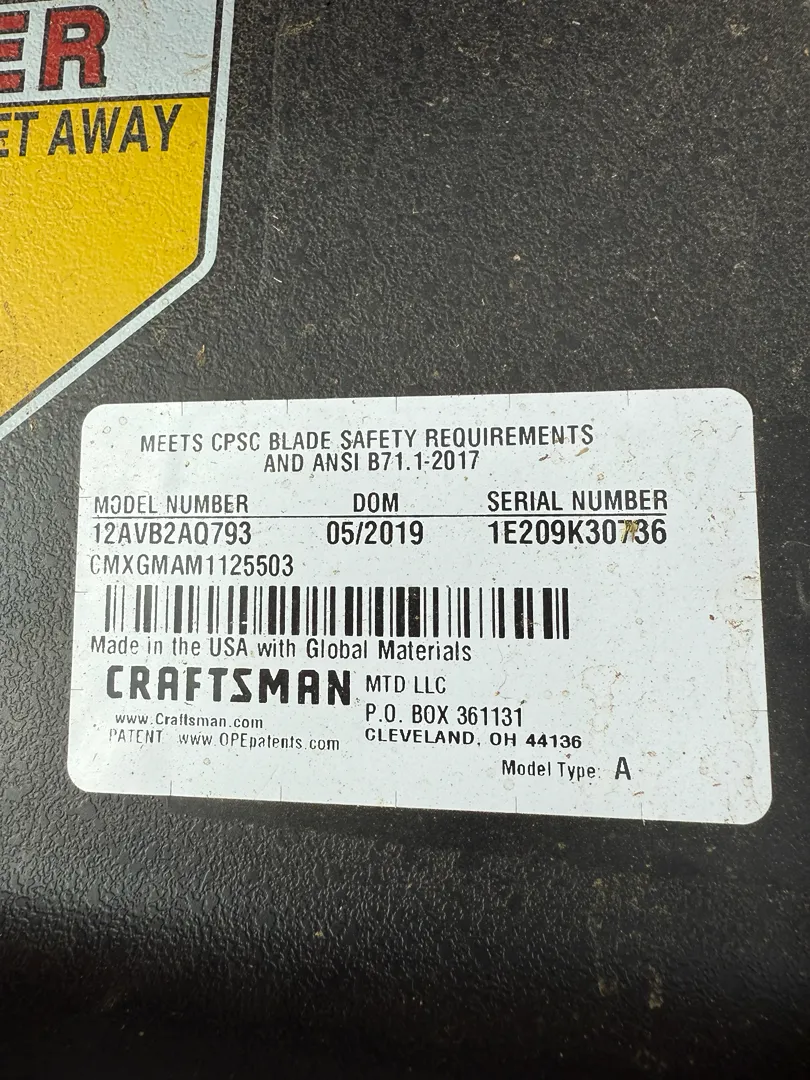 ER
ET AWAY
MEETS CPSC BLADE SAFETY REQUIREMENTS
AND ANSI B71.1-2017
MODEL NUMBER DOM SERIAL NUMBER
12AVB2AQ793 05/2019 1E209K30736
CMXGMAM1125503
Made in the USA with Global Materials
CRAFTSMAN MTD LLC
www.Craftsman.com P.O. BOX 361131
PATENT www.OPEpatents.com CLEVELAND, OH 44136
Model Type: A